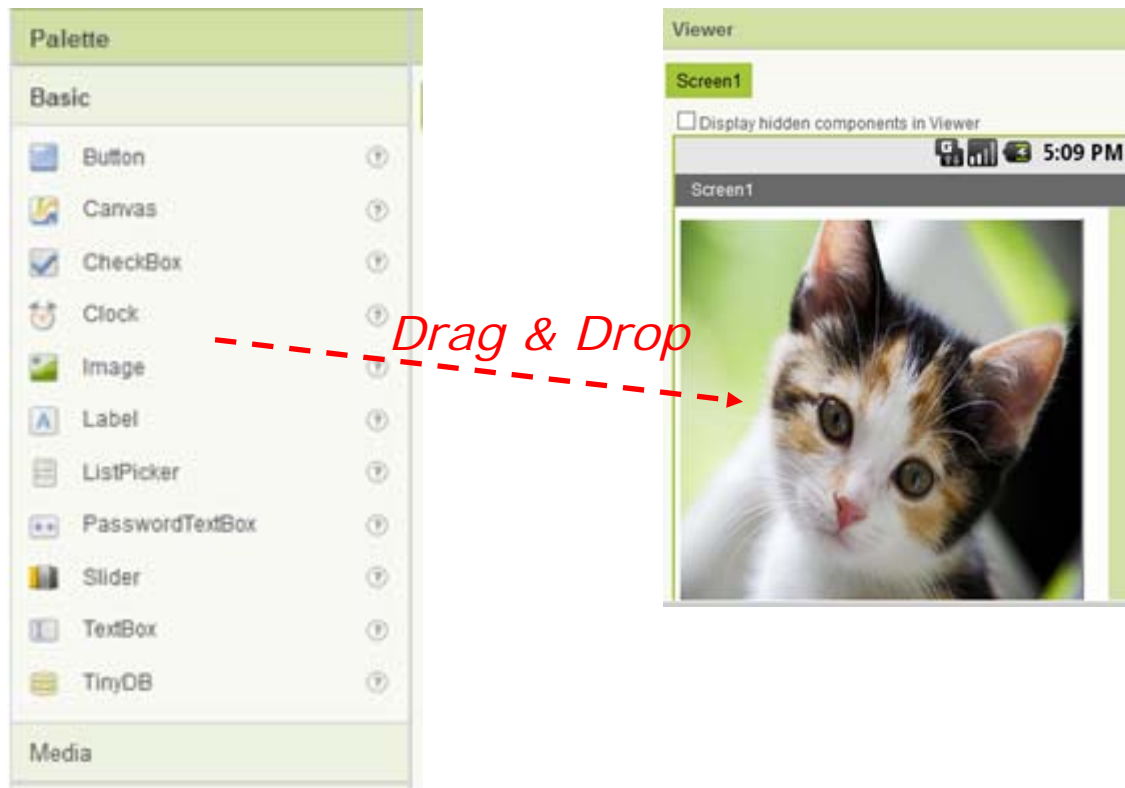 Palette
Basic
Button
Canvas
CheckBox
Clock
Image
Label
ListPicker
PasswordTextBox
Slider
TextBox
TinyDB
Media
Drag & Drop
Viewer
Screen1
Display hidden components in Viewer
5:09 PM
Screen1